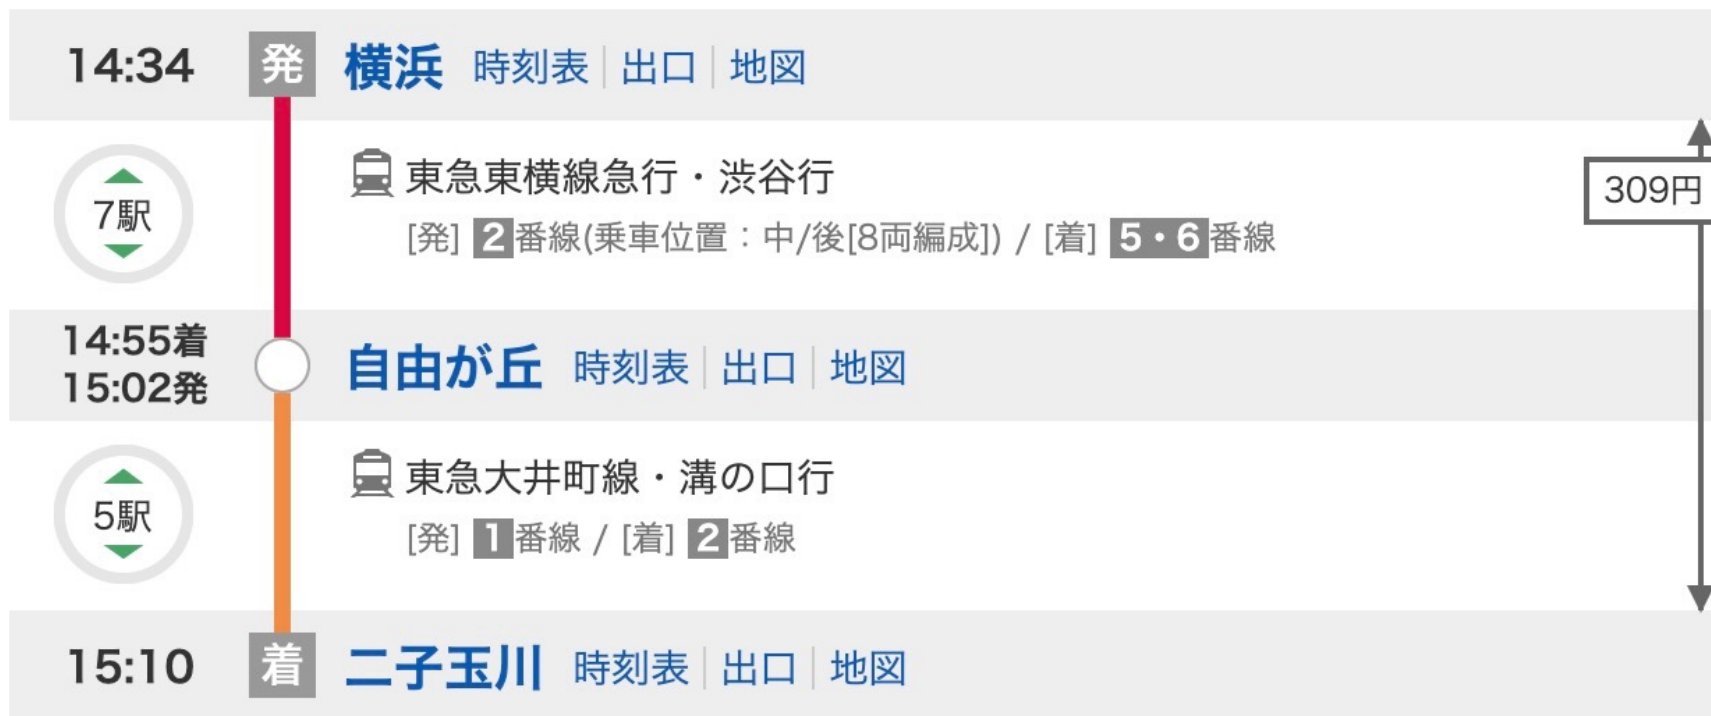 14:34 発 横浜 時刻表 出口 地図
7駅 東急東横線急行・渋谷行
309円
[発] 2番線(乗車位置：中/後[8両編成]) / [着] 5・6番線
14:55着
15:02発
自由が丘 時刻表 出口 地図
5駅 東急大井町線・溝の口行
[発] 1番線 / [着] 2番線
15:10 着 二子玉川 時刻表 出口 地図